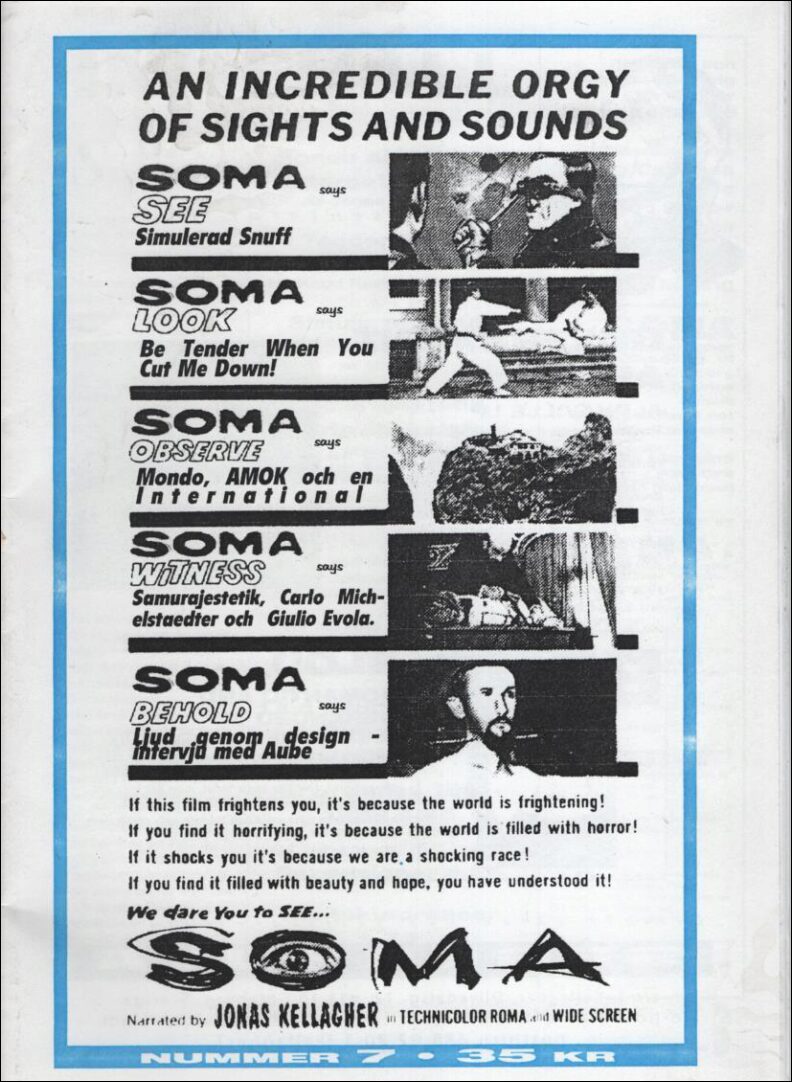 AN INCREDIBLE ORGY
OF SIGHTS AND SOUNDS
SOMA says
SEE
Simulerad Snuff
SOMA says
LOOK
Be Tender When You
Cut Me Down!
SOMA says
OBSERVE
Mondo, AMOK och en
International
SOMA says
WiTNESS
Samurajestetik, Carlo Mich-
elstaedter och Giulio Evola.
SOMA says
BEHOLD
Ljud genom design -
intervju med Aube
If this film frightens you, it's because the world is frightening!
If you find it horrifying, it's because the world is filled with horror!
If it shocks you it's because we are a shocking race!
If you find it filled with beauty and hope, you have understood it!
We dare You to SEE...
SOMA
Narrated by JONAS KELLAGHER in TECHNICOLOR ROMA and WIDE SCREEN
NUMMER 7 • 35 KR